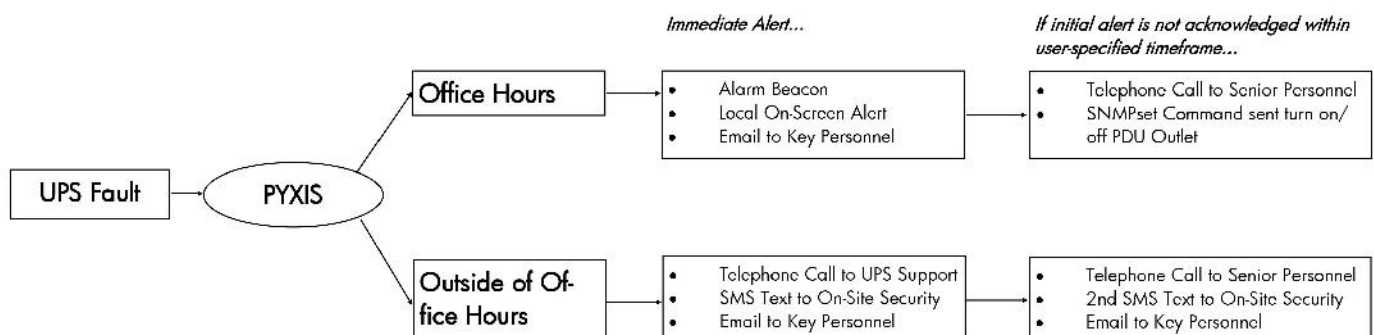 Immediate Alert...
If initial alert is not acknowledged within
user-specified timeframe...
Office Hours
• Alarm Beacon
• Local On-Screen Alert
• Email to Key Personnel
• Telephone Call to Senior Personnel
• SNMPset Command sent turn on/
off PDU Outlet
UPS Fault
PYXIS
Outside of Of-
fice Hours
• Telephone Call to UPS Support
• SMS Text to On-Site Security
• Email to Key Personnel
• Telephone Call to Senior Personnel
• 2nd SMS Text to On-Site Security
• Email to Key Personnel